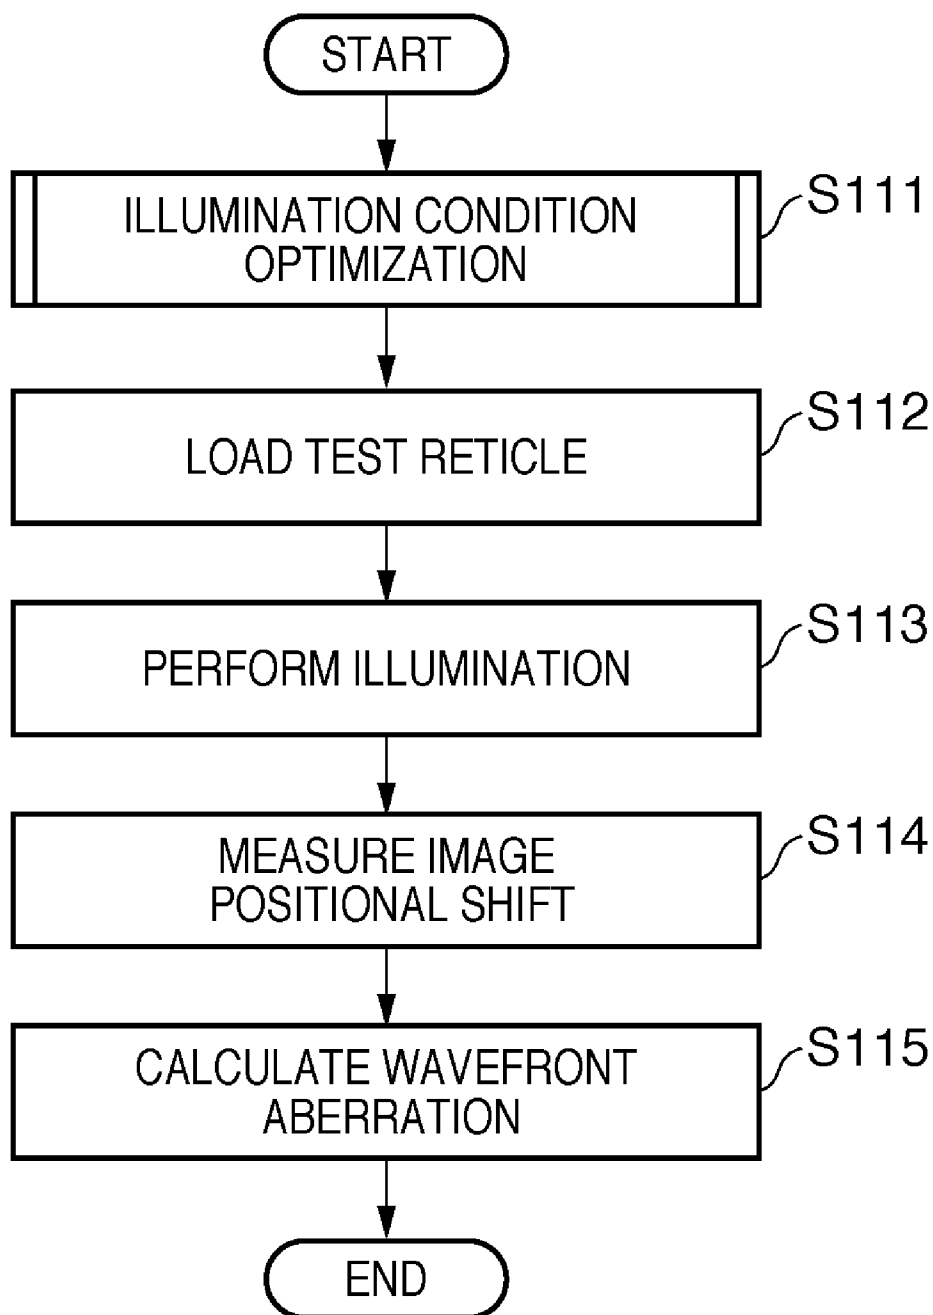 START
ILLUMINATION CONDITION
OPTIMIZATION
S111
LOAD TEST RETICLE
S112
PERFORM ILLUMINATION
S113
MEASURE IMAGE
POSITIONAL SHIFT
S114
CALCULATE WAVEFRONT
ABERRATION
S115
END